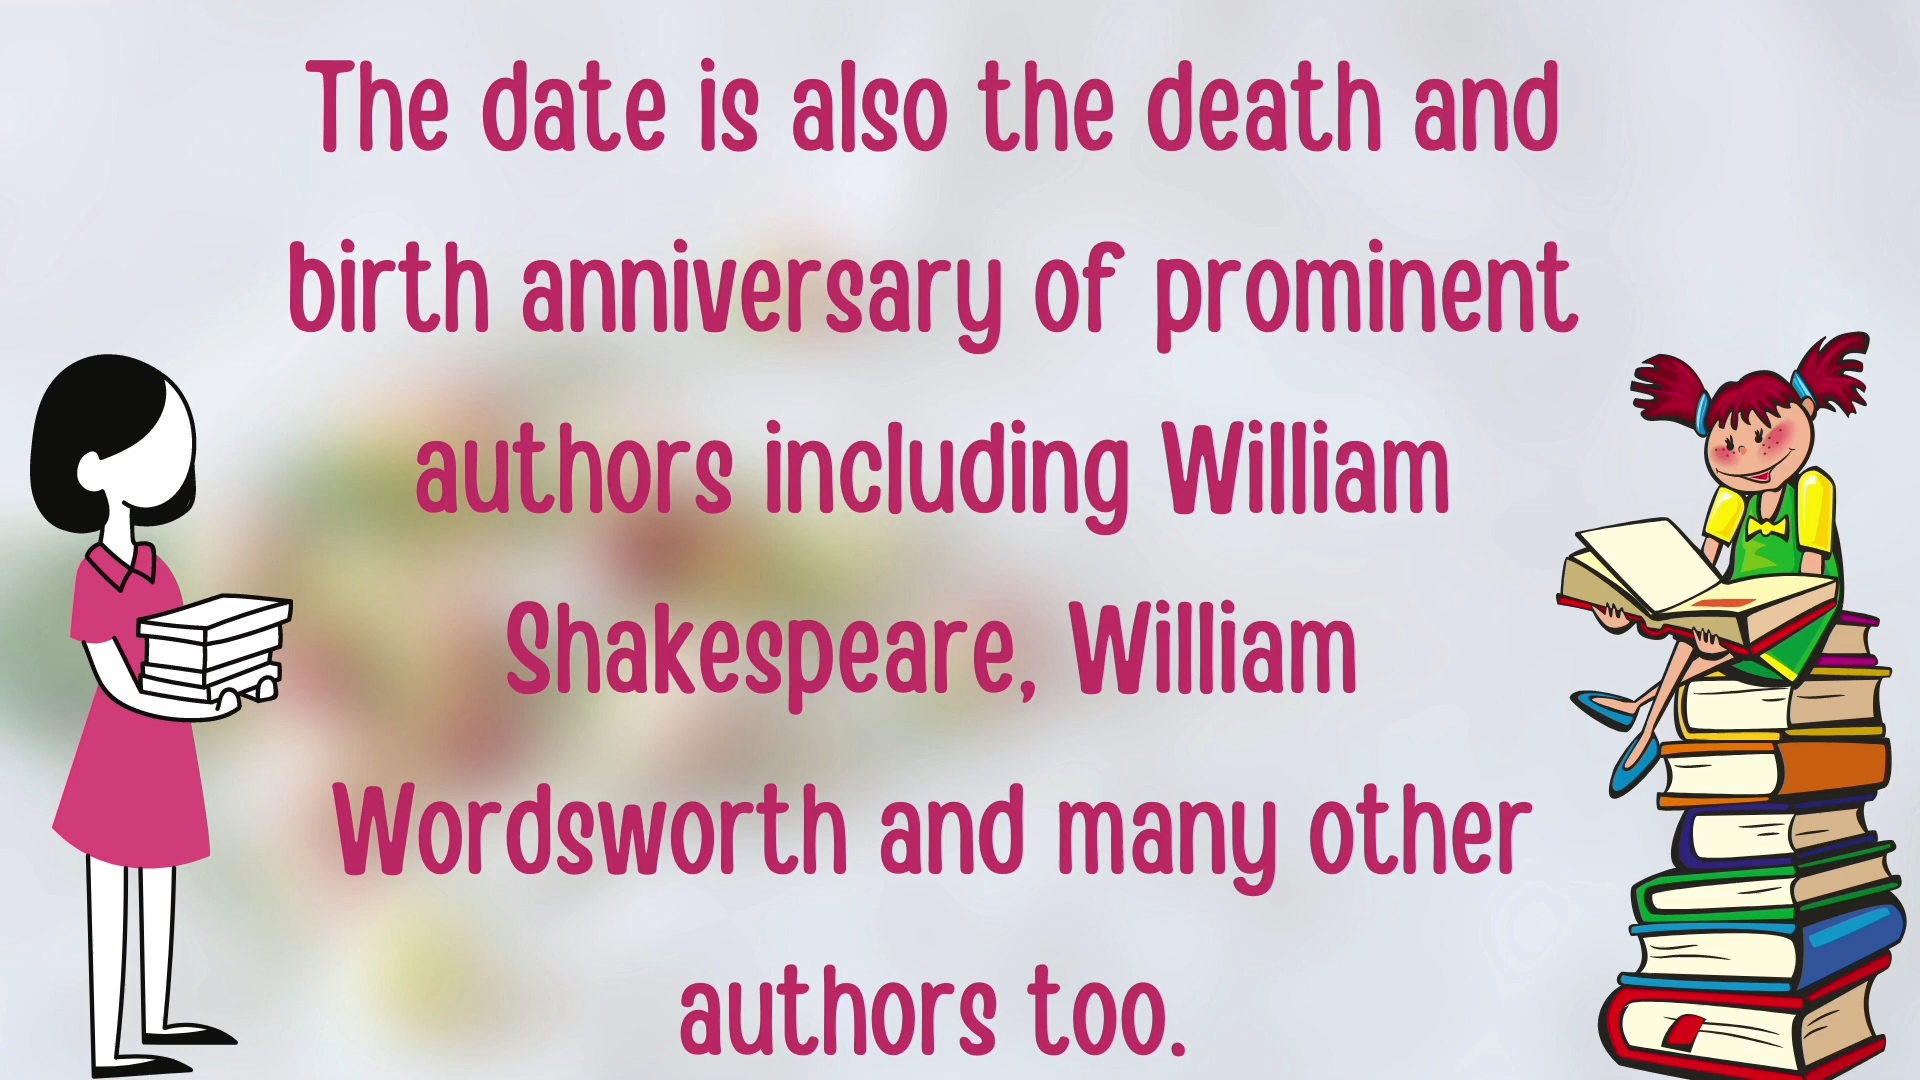 The date is also the death and
birth anniversary of prominent
authors including William
Shakespeare, William
Wordsworth and many other
authors too.